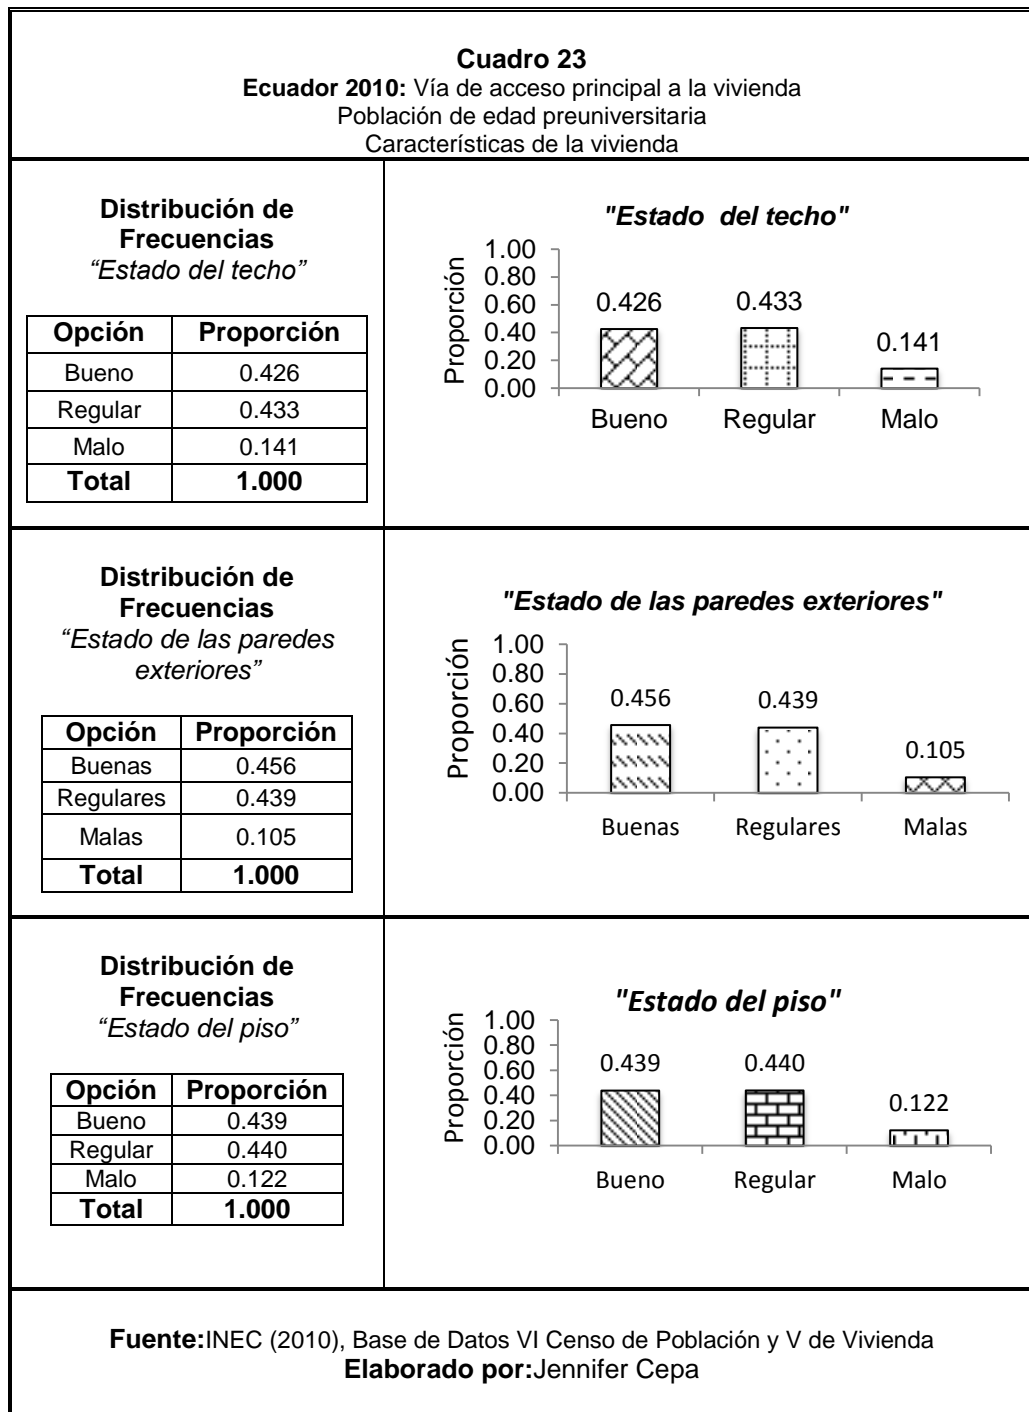 Cuadro 23
Ecuador 2010: Vía de acceso principal a la vivienda
Población de edad preuniversitaria
Características de la vivienda
Distribución de
Frecuencias
“Estado del techo”
Opción Proporción
Bueno 0.426
Regular 0.433
Malo 0.141
Total 1.000
"Estado del techo"
Proporción
1.00
0.80
0.60
0.40
0.20
0.00
0.426
0.433
0.141
Bueno Regular Malo
Distribución de
Frecuencias
“Estado de las paredes
exteriores”
Opción Proporción
Buenas 0.456
Regulares 0.439
Malas 0.105
Total 1.000
"Estado de las paredes exteriores"
Proporción
1.00
0.80
0.60
0.40
0.20
0.00
0.456
0.439
0.105
Buenas Regulares Malas
Distribución de
Frecuencias
“Estado del piso”
Opción Proporción
Bueno 0.439
Regular 0.440
Malo 0.122
Total 1.000
"Estado del piso"
Proporción
1.00
0.80
0.60
0.40
0.20
0.00
0.439
0.440
0.122
Bueno Regular Malo
Fuente:INEC (2010), Base de Datos VI Censo de Población y V de Vivienda
Elaborado por:Jennifer Cepa